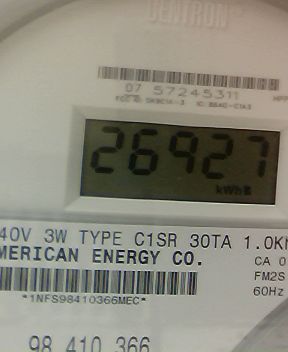 CENTRON
07 57245311
26927
kWh
40V 3W TYPE C1SR 30TA 1.0K
MERICAN ENERGY CO.
CA 0
FM2S
60Hz
*1NFS98410366MEC*
98 410 366